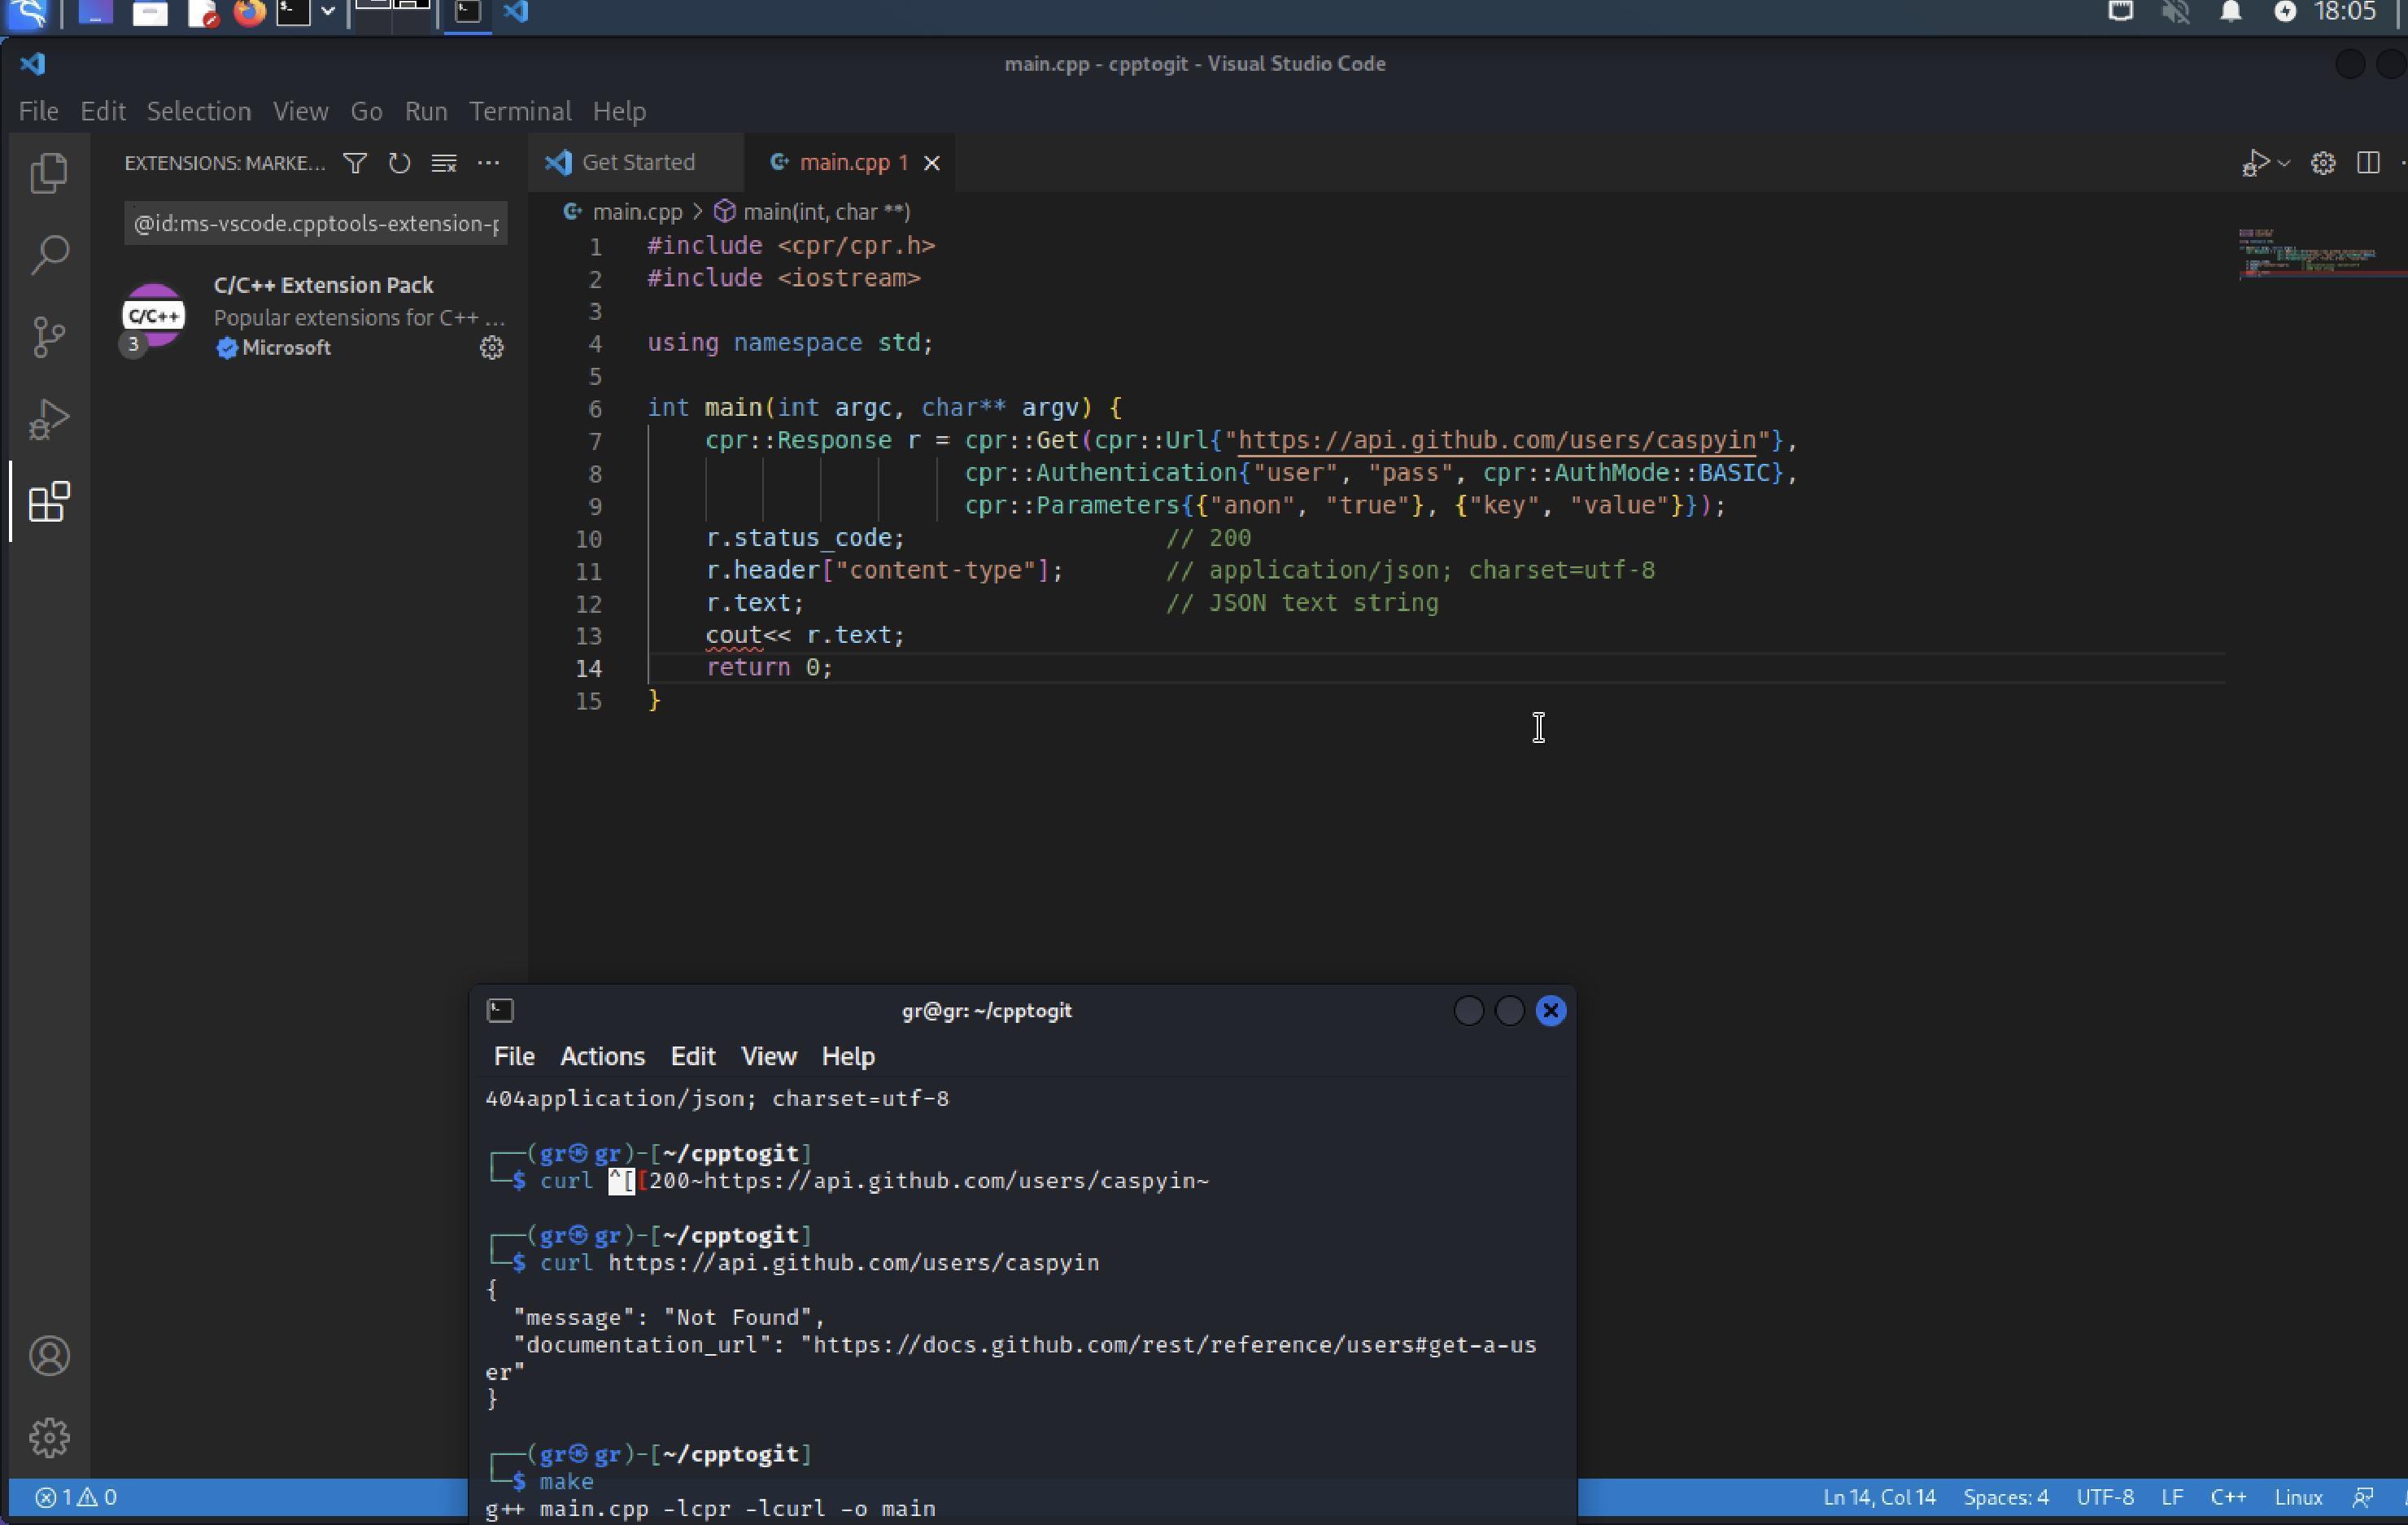 18:05
main.cpp - cpptogit - Visual Studio Code
File Edit Selection View Go Run Terminal Help
EXTENSIONS: MARKE...
Get Started
main.cpp 1
@id:ms-vscode.cpptools-extension-p
main.cpp > main(int, char **)
C/C++
3
C/C++ Extension Pack
Popular extensions for C++ ...
Microsoft
1 #include <cpr/cpr.h>
2 #include <iostream>
3
4 using namespace std;
5
6 int main(int argc, char** argv) {
7 cpr::Response r = cpr::Get(cpr::Url{"https://api.github.com/users/caspyin"},
8 cpr::Authentication{"user", "pass", cpr::AuthMode::BASIC},
9 cpr::Parameters{{"anon", "true"}, {"key", "value"}});
10 r.status_code; // 200
11 r.header["content-type"]; // application/json; charset=utf-8
12 r.text; // JSON text string
13 cout<< r.text;
14 return 0;
15 }
gr@gr: ~/cpptogit
File Actions Edit View Help
404application/json; charset=utf-8
┌──(gr㉿gr)-[~/cpptogit]
└─$ curl ^[[200~https://api.github.com/users/caspyin~
┌──(gr㉿gr)-[~/cpptogit]
└─$ curl https://api.github.com/users/caspyin
{
"message": "Not Found",
"documentation_url": "https://docs.github.com/rest/reference/users#get-a-us
er"
}
┌──(gr㉿gr)-[~/cpptogit]
└─$ make
g++ main.cpp -lcpr -lcurl -o main
1 0
Ln 14, Col 14 Spaces: 4 UTF-8 LF C++ Linux